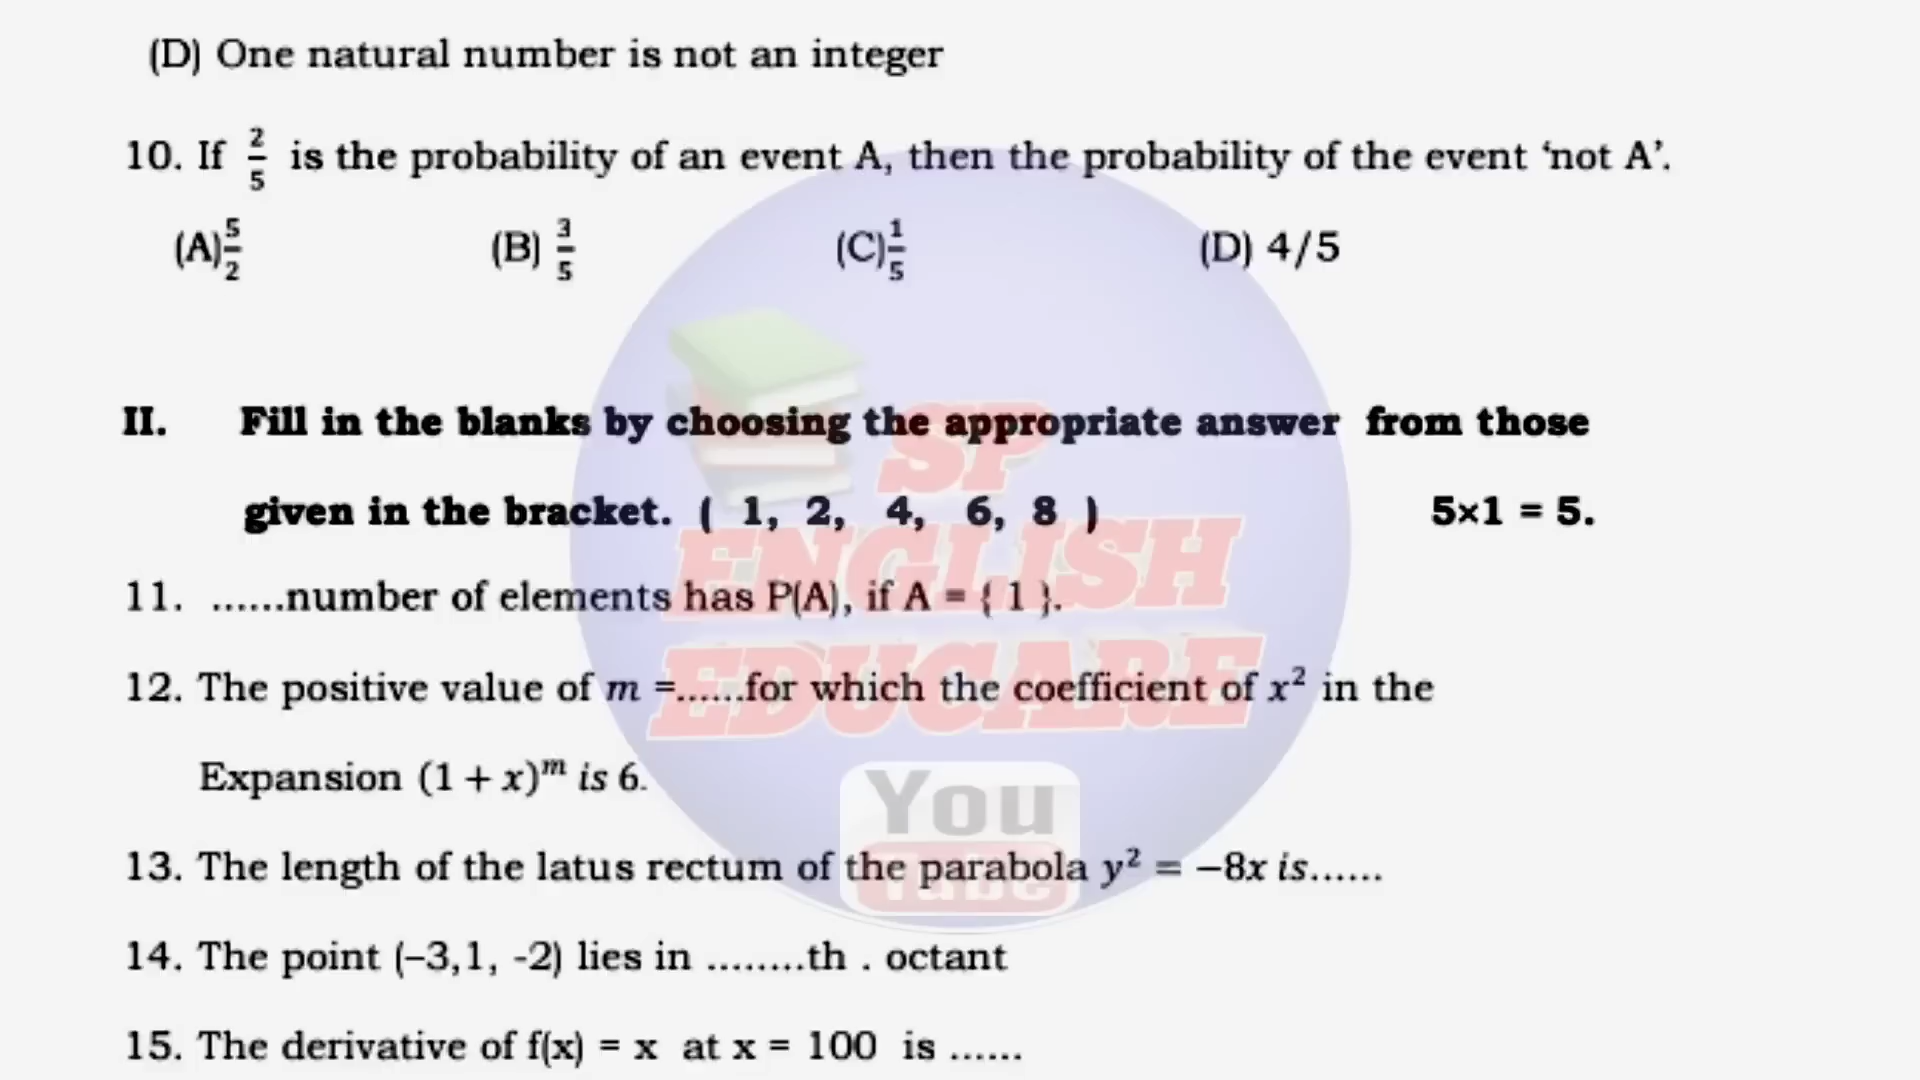 (D) One natural number is not an integer
10. If 2/5 is the probability of an event A, then the probability of the event ‘not A’.
(A) 5/2 (B) 3/5 (C) 1/5 (D) 4/5
II. Fill in the blanks by choosing the appropriate answer from those
given in the bracket. ( 1, 2, 4, 6, 8 ) 5×1 = 5.
11. ......number of elements has P(A), if A = { 1 }.
12. The positive value of m =......for which the coefficient of x² in the
Expansion (1 + x)ᵐ is 6.
13. The length of the latus rectum of the parabola y² = −8x is......
14. The point (−3,1, -2) lies in ........th . octant
15. The derivative of f(x) = x at x = 100 is ......
SP
ENGLISH
EDUCARE
You
Tube